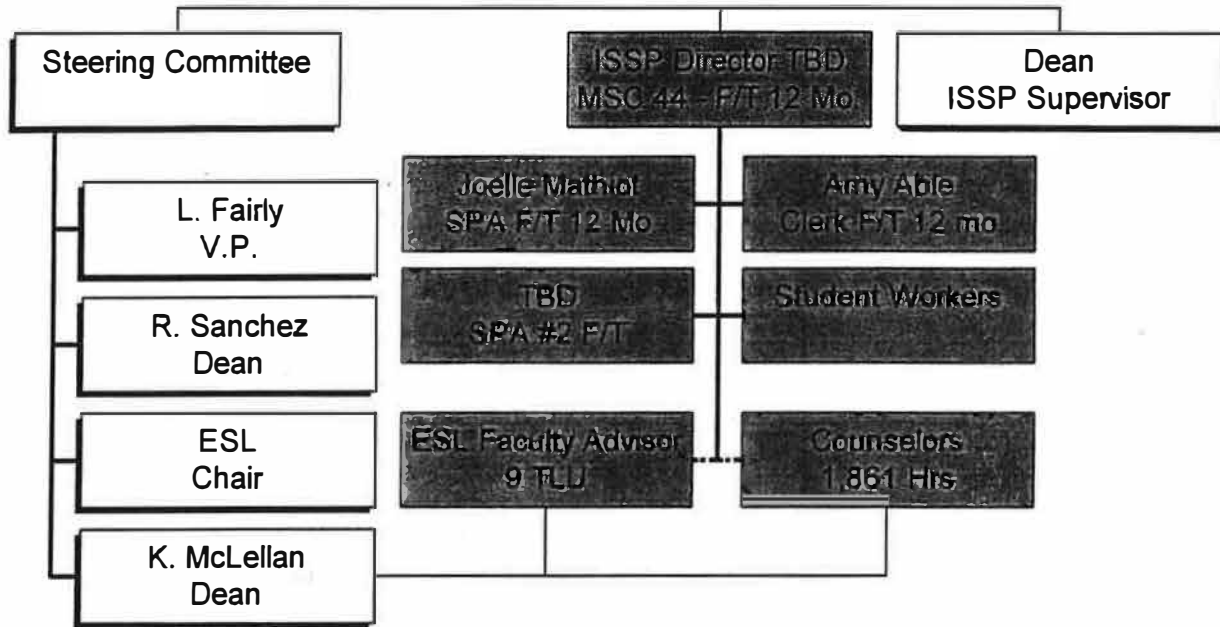 Steering Committee
ISSP Director TBD
MSC 44 - F/T 12 Mo
Dean
ISSP Supervisor
L. Fairly
V.P.
Joelle Mathiot
SPA F/T 12 Mo
Amy Able
Clerk F/T 12 mo
R. Sanchez
Dean
TBD
SPA #2 F/T
Student Workers
ESL
Chair
ESL Faculty Advisor
9 TLU
Counselors
1,861 Hrs
K. McLellan
Dean